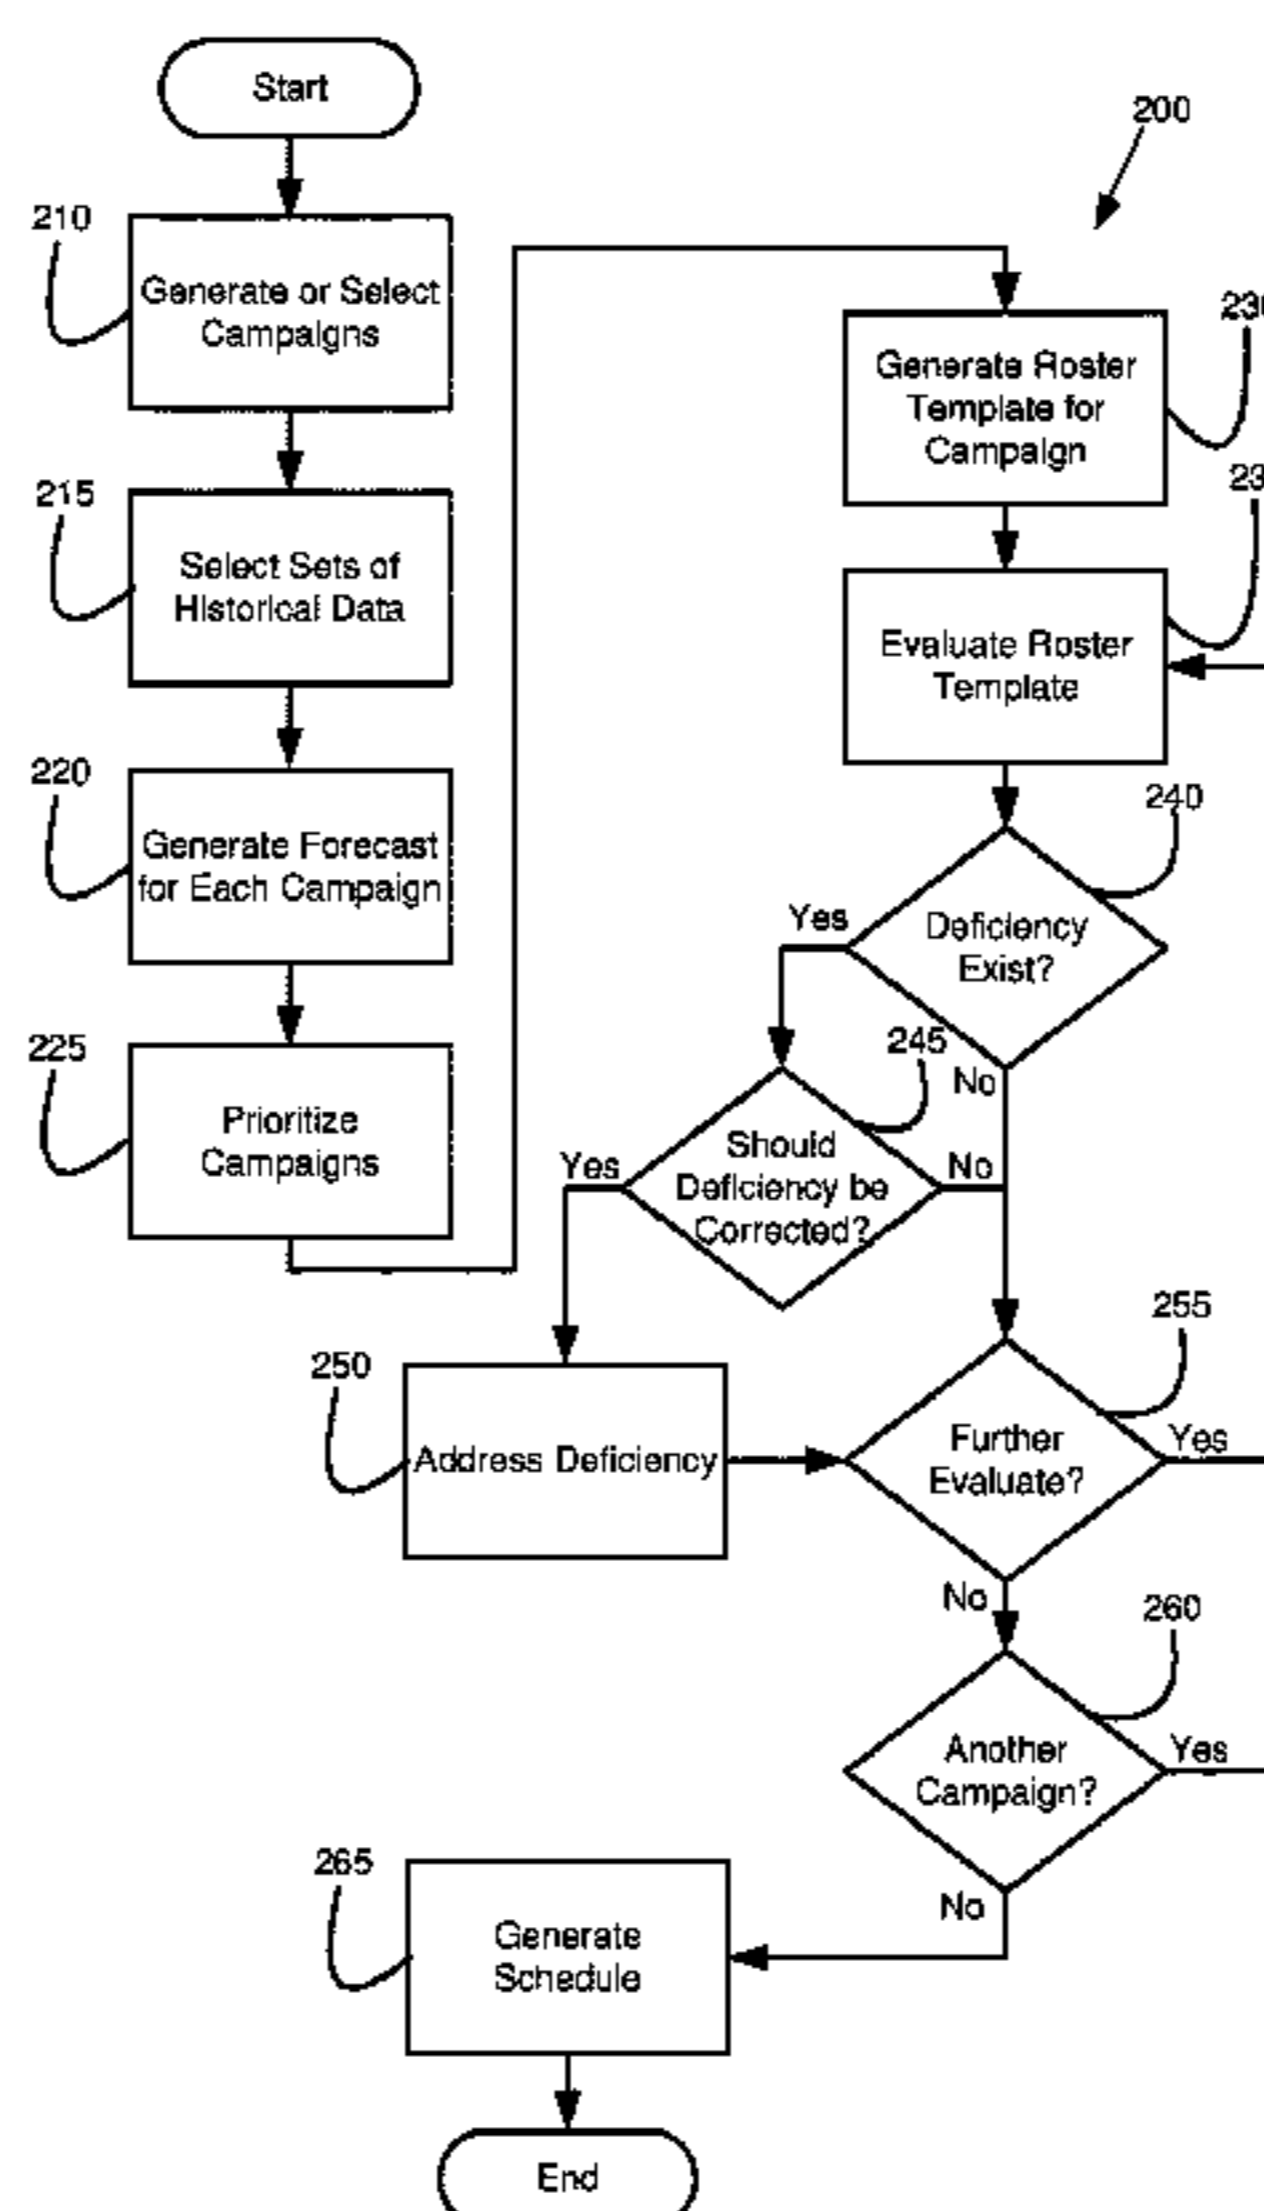 Start
200
210
Generate or Select
Campaigns
215
Select Sets of
Historical Data
220
Generate Forecast
for Each Campaign
225
Prioritize
Campaigns
Generate Roster
Template for
Campaign
Evaluate Roster
Template
240
Deficiency
Exist?
Yes
No
245
Should
Deficiency be
Corrected?
Yes
No
250
Address Deficiency
255
Further
Evaluate?
Yes
No
260
Another
Campaign?
Yes
No
265
Generate
Schedule
End